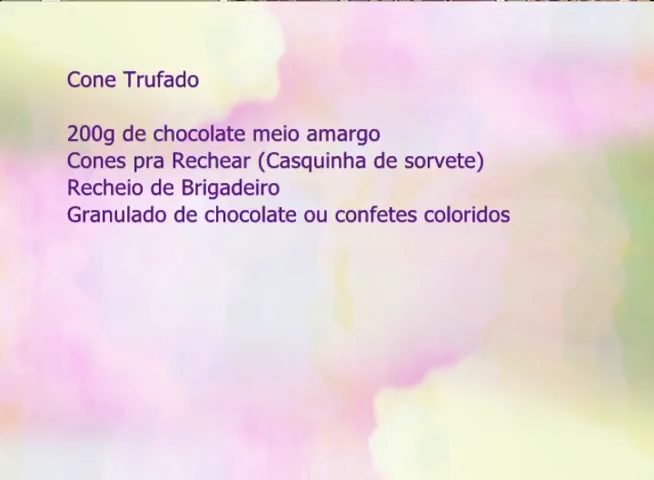 Cone Trufado
200g de chocolate meio amargo
Cones pra Rechear (Casquinha de sorvete)
Recheio de Brigadeiro
Granulado de chocolate ou confetes coloridos